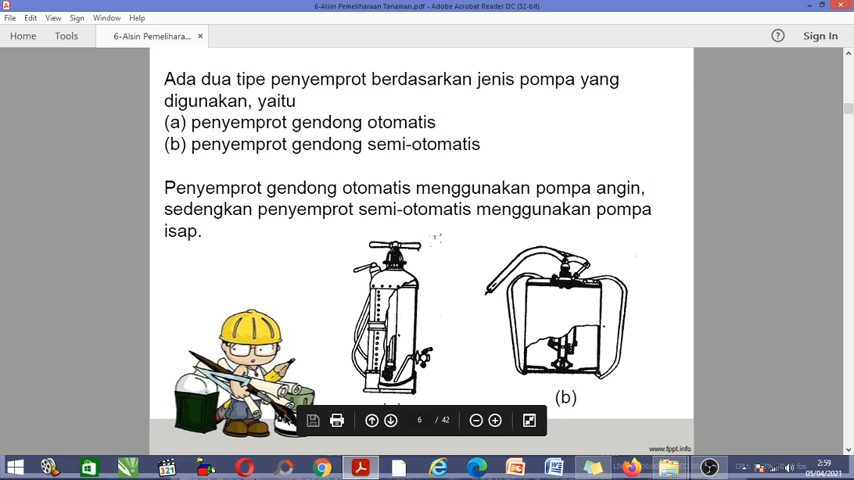 6-Alsin Pemeliharaan Tanaman.pdf - Adobe Acrobat Reader DC (32-bit)
File Edit View Sign Window Help
Home Tools 6-Alsin Pemelihara... × Sign In
Ada dua tipe penyemprot berdasarkan jenis pompa yang
digunakan, yaitu
(a) penyemprot gendong otomatis
(b) penyemprot gendong semi-otomatis
Penyemprot gendong otomatis menggunakan pompa angin,
sedengkan penyemprot semi-otomatis menggunakan pompa
isap.
(b)
6 / 42
www.fppt.info
321
2:59
05/04/2021